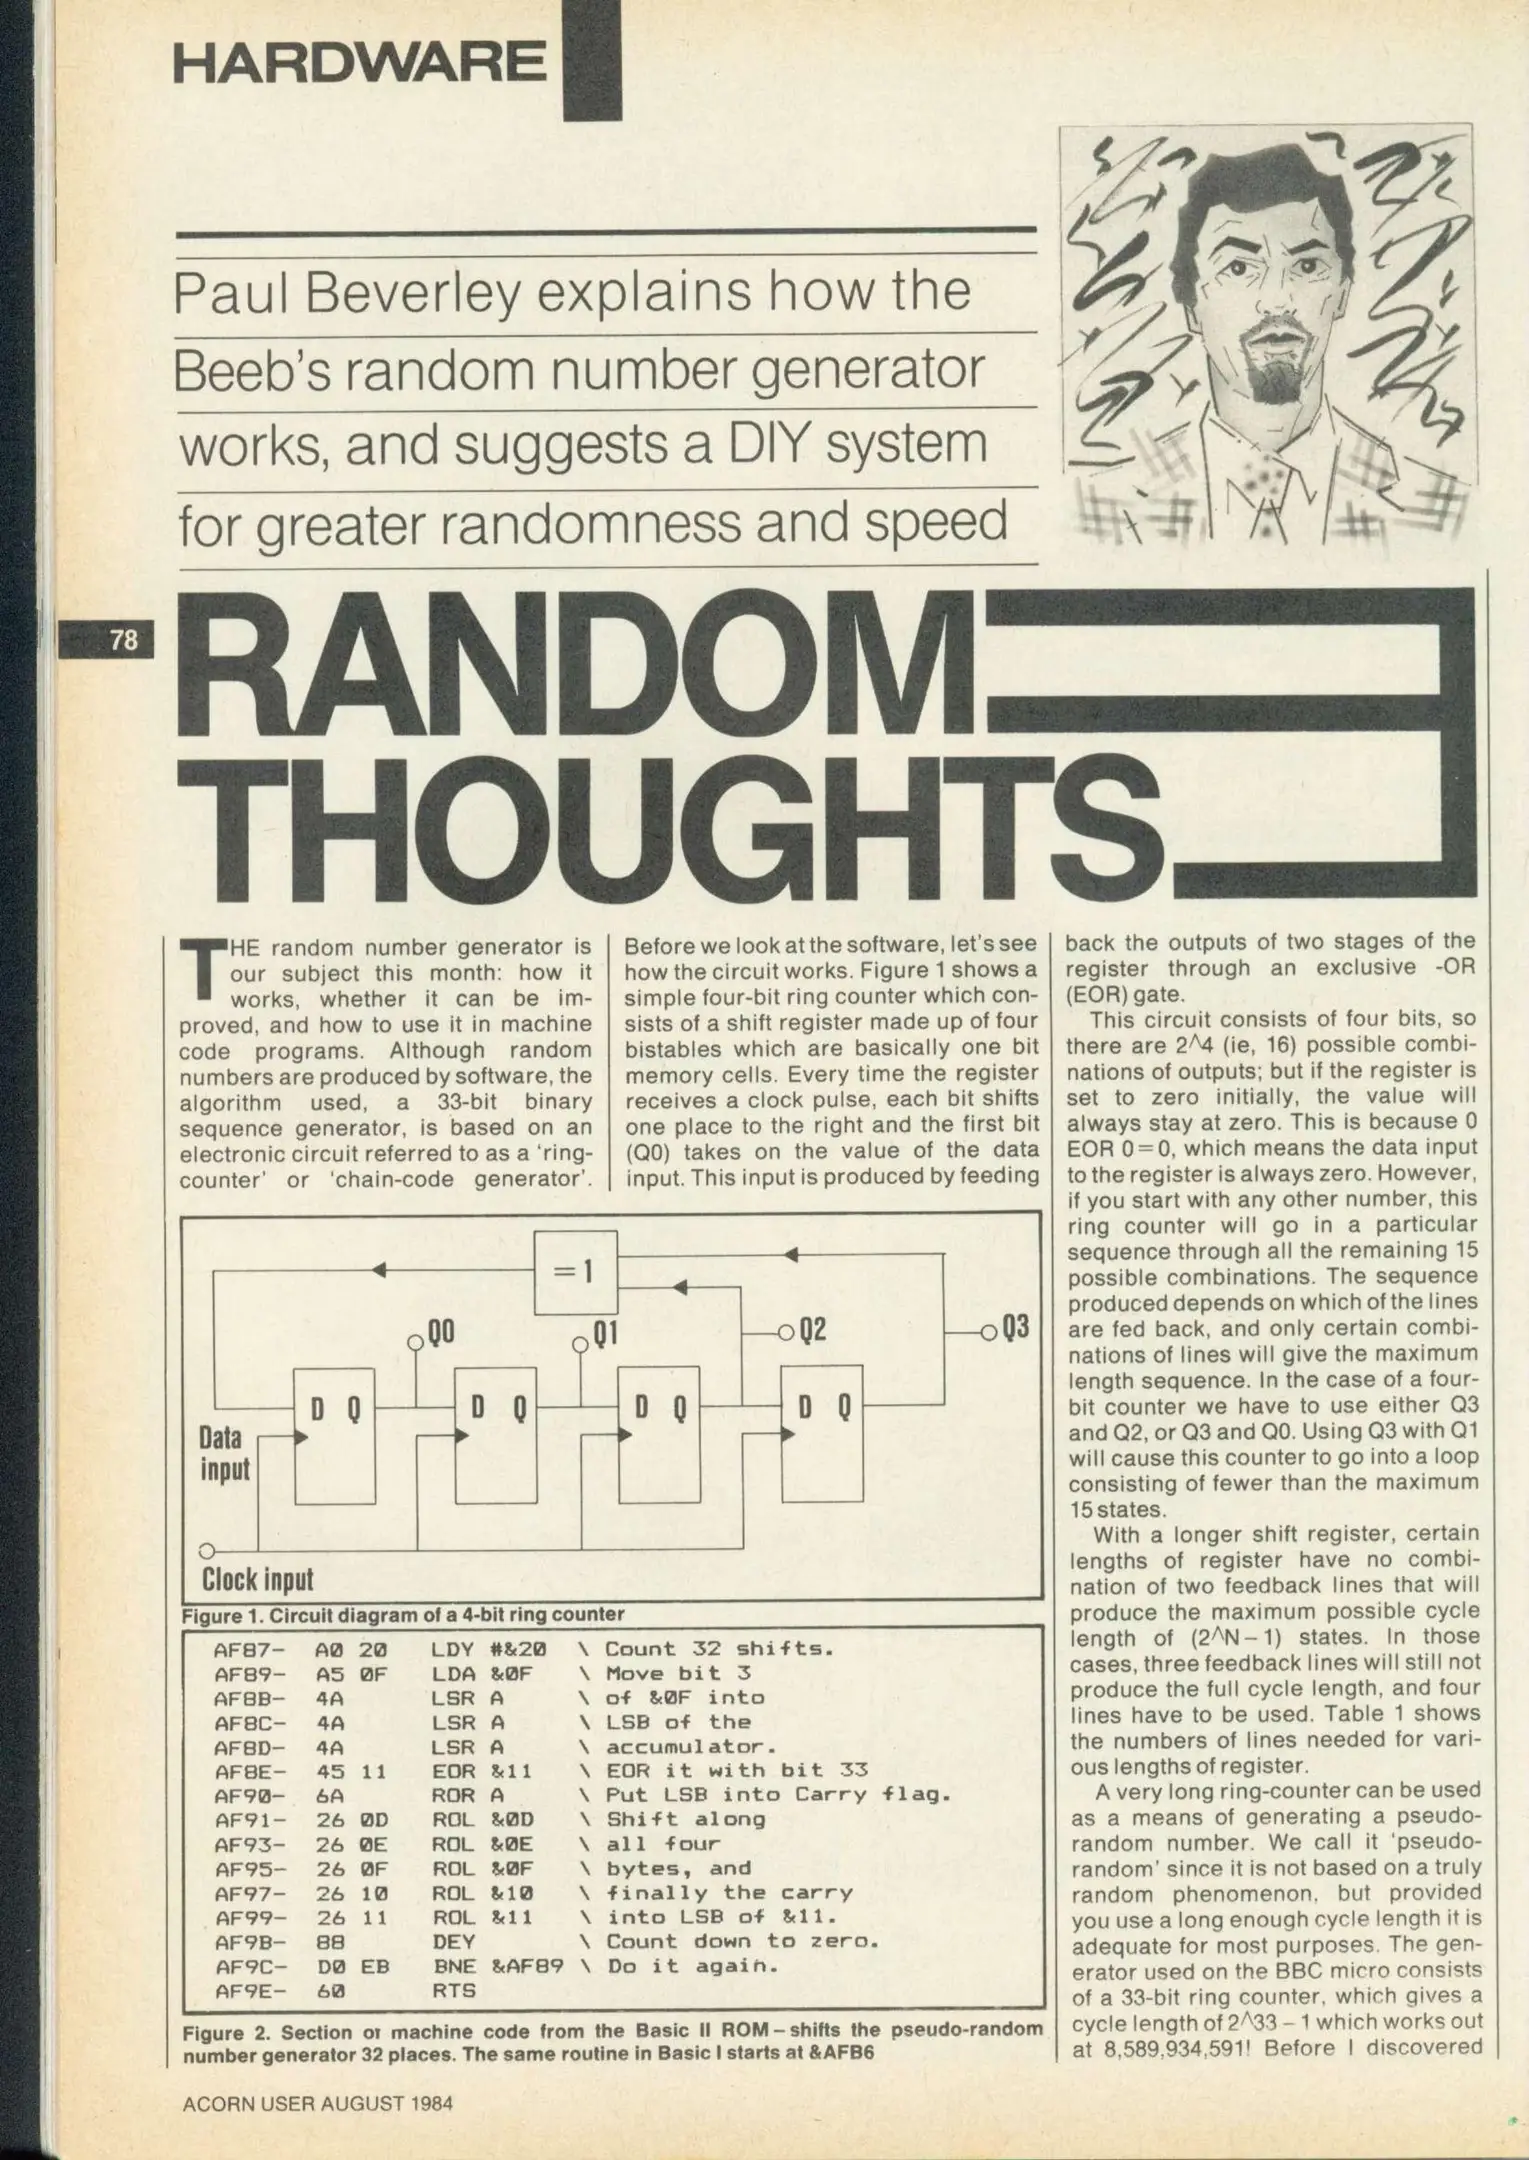 HARDWARE
Paul Beverley explains how the
Beeb's random number generator
works, and suggests a DIY system
for greater randomness and speed
78
RANDOM
THOUGHTS
THE random number generator is
our subject this month: how it
works, whether it can be im-
proved, and how to use it in machine
code programs. Although random
numbers are produced by software, the
algorithm used, a 33-bit binary
sequence generator, is based on an
electronic circuit referred to as a 'ring-
counter' or 'chain-code generator'.
Before we look at the software, let's see
how the circuit works. Figure 1 shows a
simple four-bit ring counter which con-
sists of a shift register made up of four
bistables which are basically one bit
memory cells. Every time the register
receives a clock pulse, each bit shifts
one place to the right and the first bit
(Q0) takes on the value of the data
input. This input is produced by feeding
back the outputs of two stages of the
register through an exclusive -OR
(EOR) gate.
This circuit consists of four bits, so
there are 2^4 (ie, 16) possible combi-
nations of outputs; but if the register is
set to zero initially, the value will
always stay at zero. This is because 0
EOR 0=0, which means the data input
to the register is always zero. However,
if you start with any other number, this
ring counter will go in a particular
sequence through all the remaining 15
possible combinations. The sequence
produced depends on which of the lines
are fed back, and only certain combi-
nations of lines will give the maximum
length sequence. In the case of a four-
bit counter we have to use either Q3
and Q2, or Q3 and Q0. Using Q3 with Q1
will cause this counter to go into a loop
consisting of fewer than the maximum
15 states.
With a longer shift register, certain
lengths of register have no combi-
nation of two feedback lines that will
produce the maximum possible cycle
length of (2^N–1) states. In those
cases, three feedback lines will still not
produce the full cycle length, and four
lines have to be used. Table 1 shows
the numbers of lines needed for vari-
ous lengths of register.
A very long ring-counter can be used
as a means of generating a pseudo-
random number. We call it 'pseudo-
random' since it is not based on a truly
random phenomenon, but provided
you use a long enough cycle length it is
adequate for most purposes. The gen-
erator used on the BBC micro consists
of a 33-bit ring counter, which gives a
cycle length of 2^33 – 1 which works out
at 8,589,934,591! Before I discovered
=1
Q0 Q1 Q2 Q3
D Q D Q D Q D Q
Data
input
Clock input
Figure 1. Circuit diagram of a 4-bit ring counter
AF87- A0 20 LDY #&20 \ Count 32 shifts.
AF89- A5 0F LDA &0F \ Move bit 3
AF8B- 4A LSR A \ of &0F into
AF8C- 4A LSR A \ LSB of the
AF8D- 4A LSR A \ accumulator.
AF8E- 45 11 EOR &11 \ EOR it with bit 33
AF90- 6A ROR A \ Put LSB into Carry flag.
AF91- 26 0D ROL &0D \ Shift along
AF93- 26 0E ROL &0E \ all four
AF95- 26 0F ROL &0F \ bytes, and
AF97- 26 10 ROL &10 \ finally the carry
AF99- 26 11 ROL &11 \ into LSB of &11.
AF9B- 88 DEY \ Count down to zero.
AF9C- D0 EB BNE &AF89 \ Do it again.
AF9E- 60 RTS
Figure 2. Section of machine code from the Basic II ROM – shifts the pseudo-random
number generator 32 places. The same routine in Basic I starts at &AFB6
ACORN USER AUGUST 1984